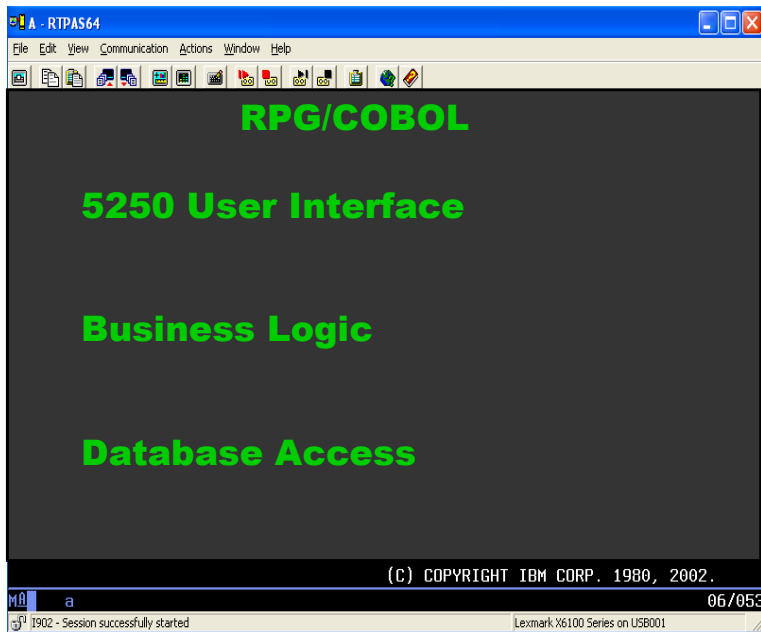 A - RTPAS64
File Edit View Communication Actions Window Help
RPG/COBOL
5250 User Interface
Business Logic
Database Access
(C) COPYRIGHT IBM CORP. 1980, 2002.
MA a 06/053
I902 - Session successfully started Lexmark X6100 Series on USB001